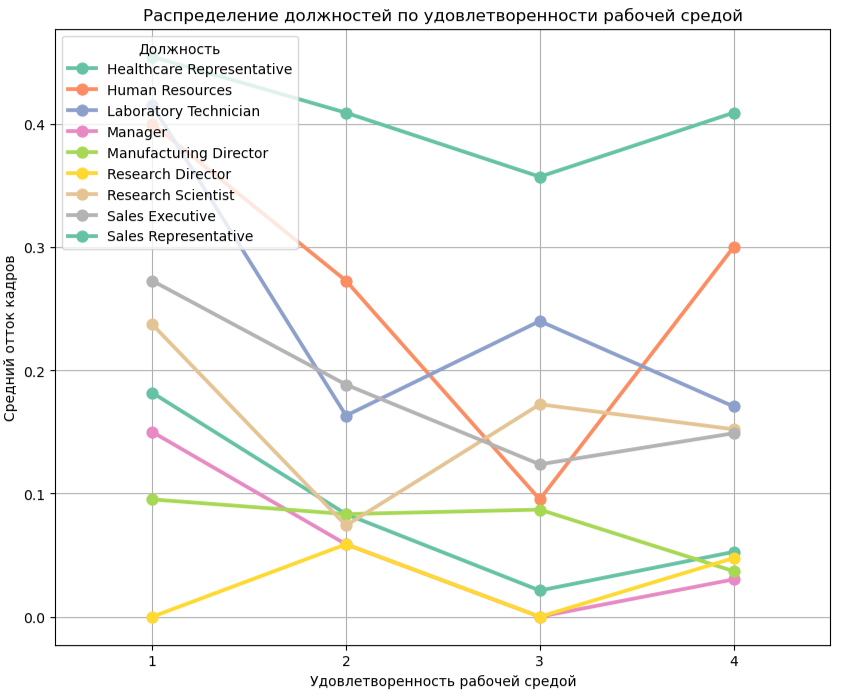 Распределение должностей по удовлетворенности рабочей средой
Должность
Healthcare Representative
Human Resources
Laboratory Technician
Manager
Manufacturing Director
Research Director
Research Scientist
Sales Executive
Sales Representative
0.4
0.3
0.2
0.1
0.0
Средний отток кадров
1 2 3 4
Удовлетворенность рабочей средой